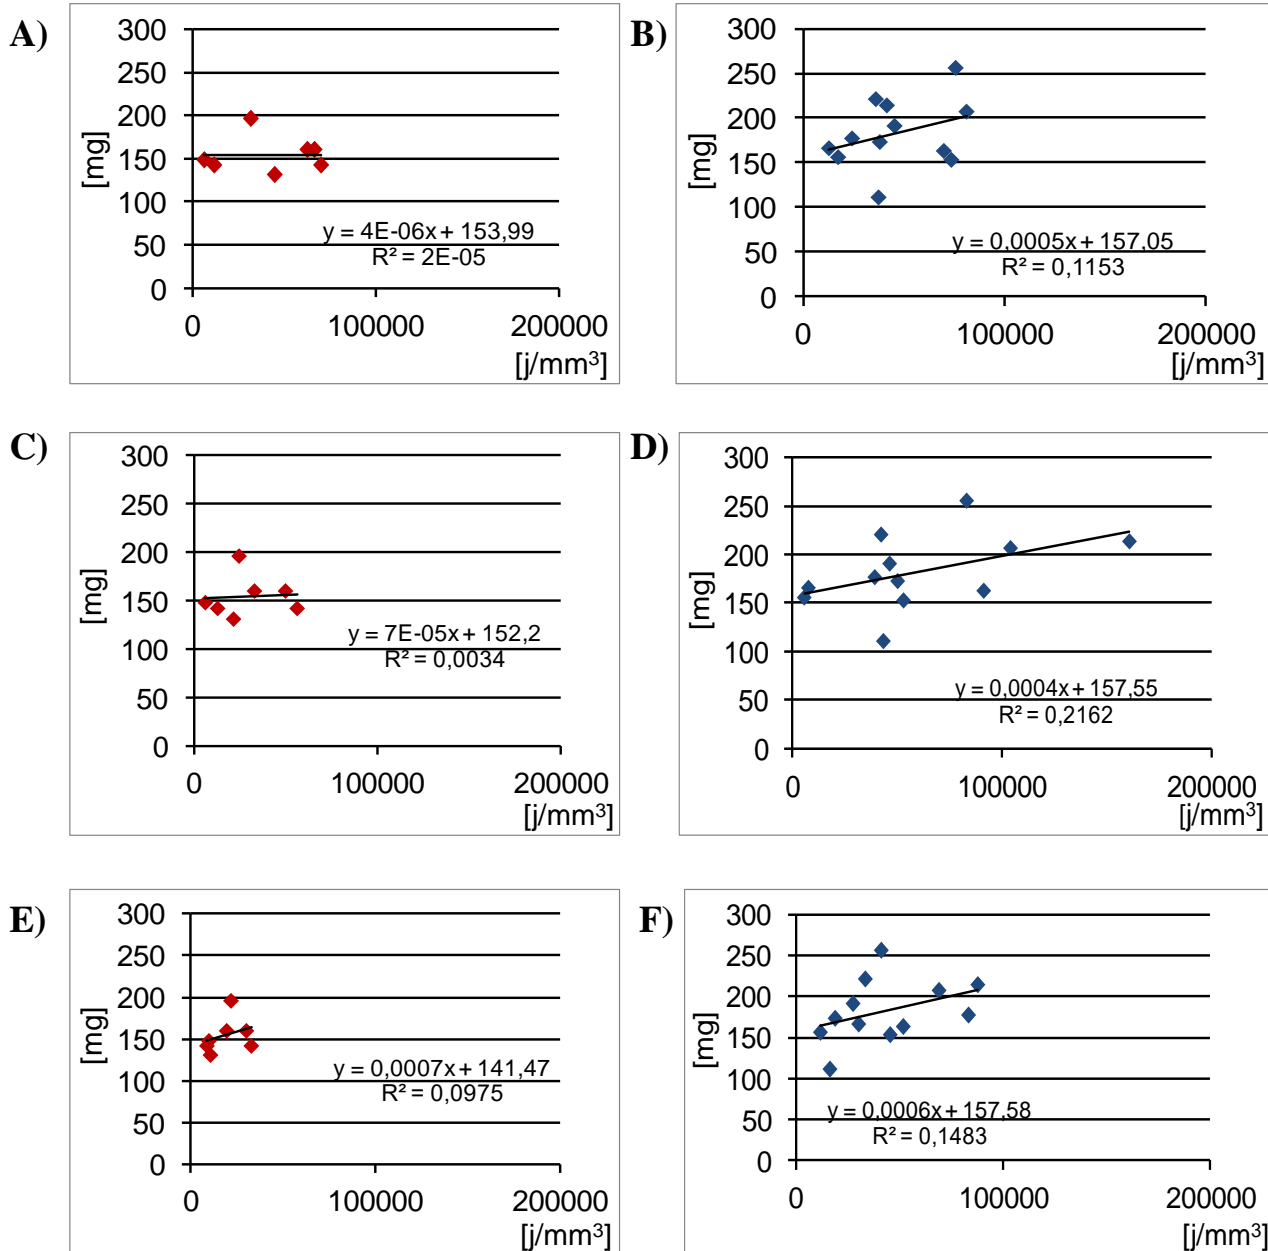 A)
300
250
200
150
100
50
0
[mg]
y = 4E-06x + 153,99
R² = 2E-05
0 100000 200000
[j/mm³]
B)
300
250
200
150
100
50
0
[mg]
y = 0,0005x + 157,05
R² = 0,1153
0 100000 200000
[j/mm³]
C)
300
250
200
150
100
50
0
[mg]
y = 7E-05x + 152,2
R² = 0,0034
0 100000 200000
[j/mm³]
D)
300
250
200
150
100
50
0
[mg]
y = 0,0004x + 157,55
R² = 0,2162
0 100000 200000
[j/mm³]
E)
300
250
200
150
100
50
0
[mg]
y = 0,0007x + 141,47
R² = 0,0975
0 100000 200000
[j/mm³]
F)
300
250
200
150
100
50
0
[mg]
y = 0,0006x + 157,58
R² = 0,1483
0 100000 200000
[j/mm³]